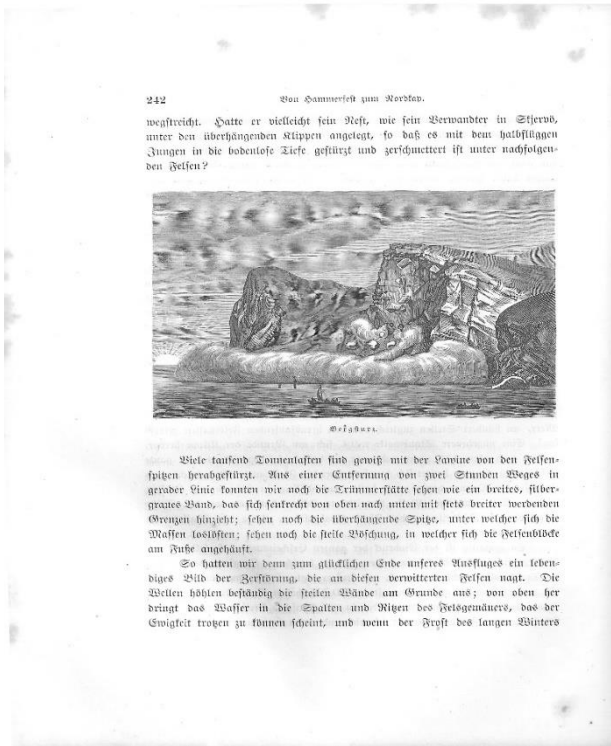 242
Von Hammerfest zum Nordkap.
wegstreicht. Hatte er vielleicht sein Nest, wie sein Verwandter in Stjernö,
unter den überhängenden Klippen angelegt, so daß es mit dem halbflüggen
Jungen in die bodenlose Tiefe gestürzt und zerschmettert ist unter nachfolgen-
den Felsen?
Bergsturz.
Viele tausend Tonnenlasten sind gewiß mit der Lawine von den Felsen-
spitzen herabgestürzt. Aus einer Entfernung von zwei Stunden Weges in
gerader Linie konnten wir noch die Trümmerstätte sehen wie ein breites, silber-
graues Band, das sich senkrecht von oben nach unten mit stets breiter werdenden
Grenzen hinzieht; sehen noch die überhängende Spitze, unter welcher sich die
Massen loslösten; sehen noch die steile Böschung, in welcher sich die Felsenblöcke
am Fuße angehäuft.
So hatten wir denn zum glücklichen Ende unseres Ausfluges ein leben-
diges Bild der Zerstörung, die an diesen verwitterten Felsen nagt. Die
Wellen höhlen beständig die steilen Wände am Grunde aus; von oben her
dringt das Wasser in die Spalten und Ritzen des Felsgemäuers, das der
Ewigkeit trotzen zu können scheint, und wenn der Frost des langen Winters